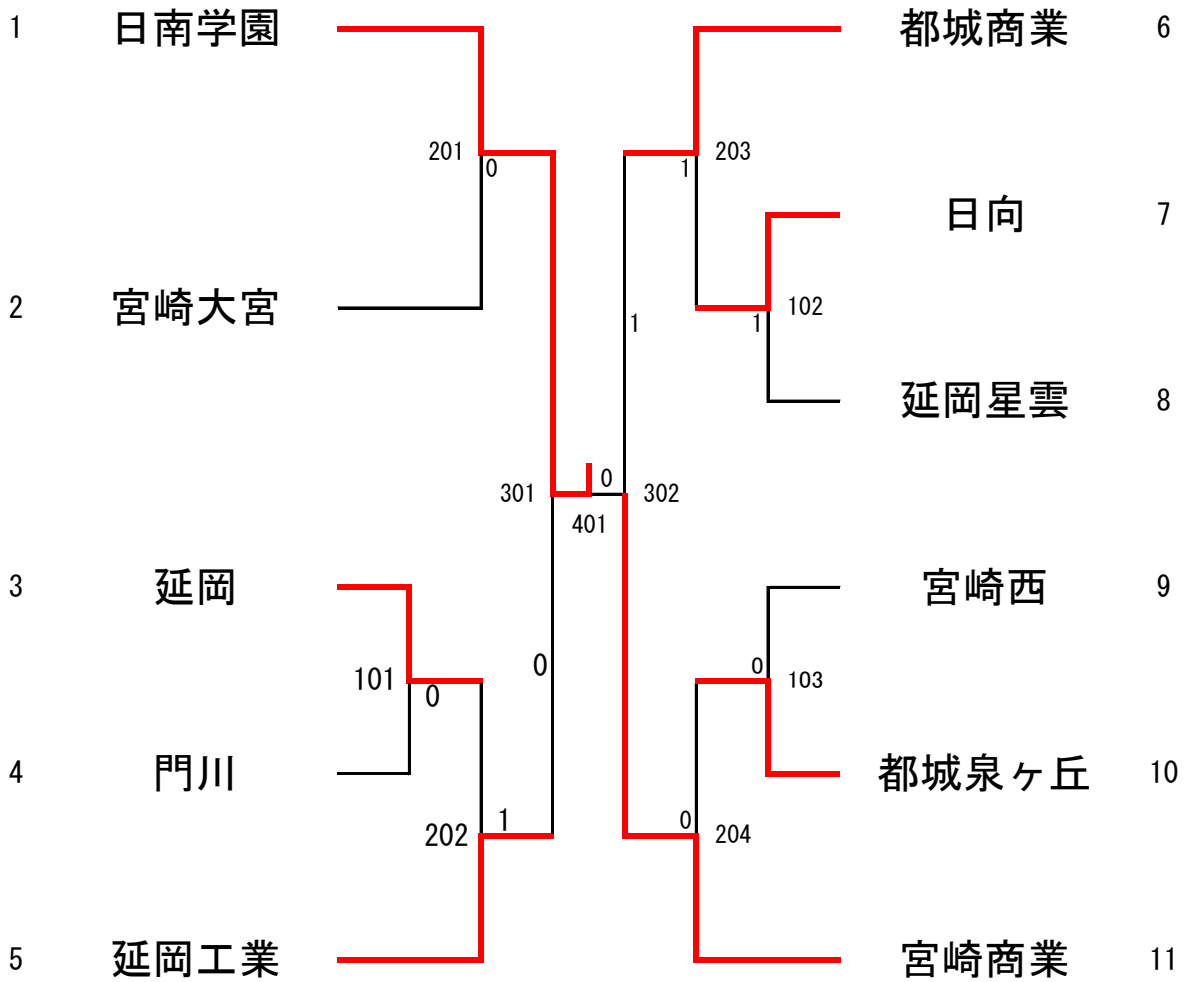 1 日南学園 都城商業 6
201 0 1 203
日向 7
2 宮崎大宮 1 1 102
延岡星雲 8
301 0 302
401
3 延岡 宮崎西 9
101 0 0 0 103
4 門川 都城泉ヶ丘 10
202 1 0 204
5 延岡工業 宮崎商業 11